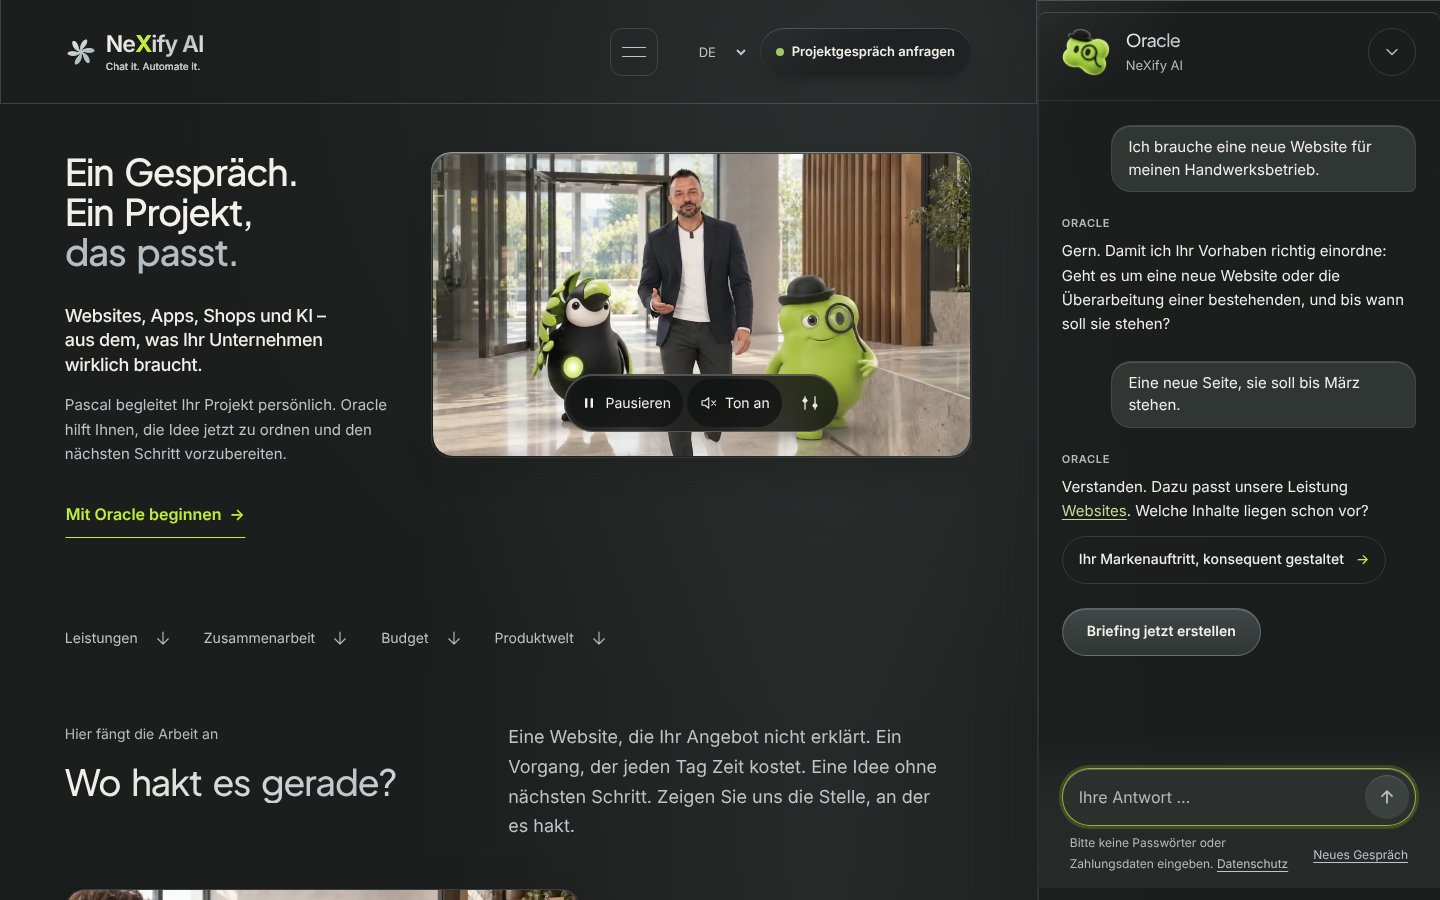 NeXify AI
Chat it. Automate it.
DE
Projektgespräch anfragen
Ein Gespräch.
Ein Projekt,
das passt.
Websites, Apps, Shops und KI –
aus dem, was Ihr Unternehmen
wirklich braucht.
Pascal begleitet Ihr Projekt persönlich. Oracle
hilft Ihnen, die Idee jetzt zu ordnen und den
nächsten Schritt vorzubereiten.
Mit Oracle beginnen →
Pausieren
Ton an
Leistungen ↓
Zusammenarbeit ↓
Budget ↓
Produktwelt ↓
Hier fängt die Arbeit an
Wo hakt es gerade?
Eine Website, die Ihr Angebot nicht erklärt. Ein
Vorgang, der jeden Tag Zeit kostet. Eine Idee ohne
nächsten Schritt. Zeigen Sie uns die Stelle, an der
es hakt.
Oracle
NeXify AI
Ich brauche eine neue Website für
meinen Handwerksbetrieb.
ORACLE
Gern. Damit ich Ihr Vorhaben richtig einordne:
Geht es um eine neue Website oder die
Überarbeitung einer bestehenden, und bis wann
soll sie stehen?
Eine neue Seite, sie soll bis März
stehen.
ORACLE
Verstanden. Dazu passt unsere Leistung
Websites. Welche Inhalte liegen schon vor?
Ihr Markenauftritt, konsequent gestaltet →
Briefing jetzt erstellen
Ihre Antwort ...
Bitte keine Passwörter oder
Zahlungsdaten eingeben. Datenschutz
Neues Gespräch